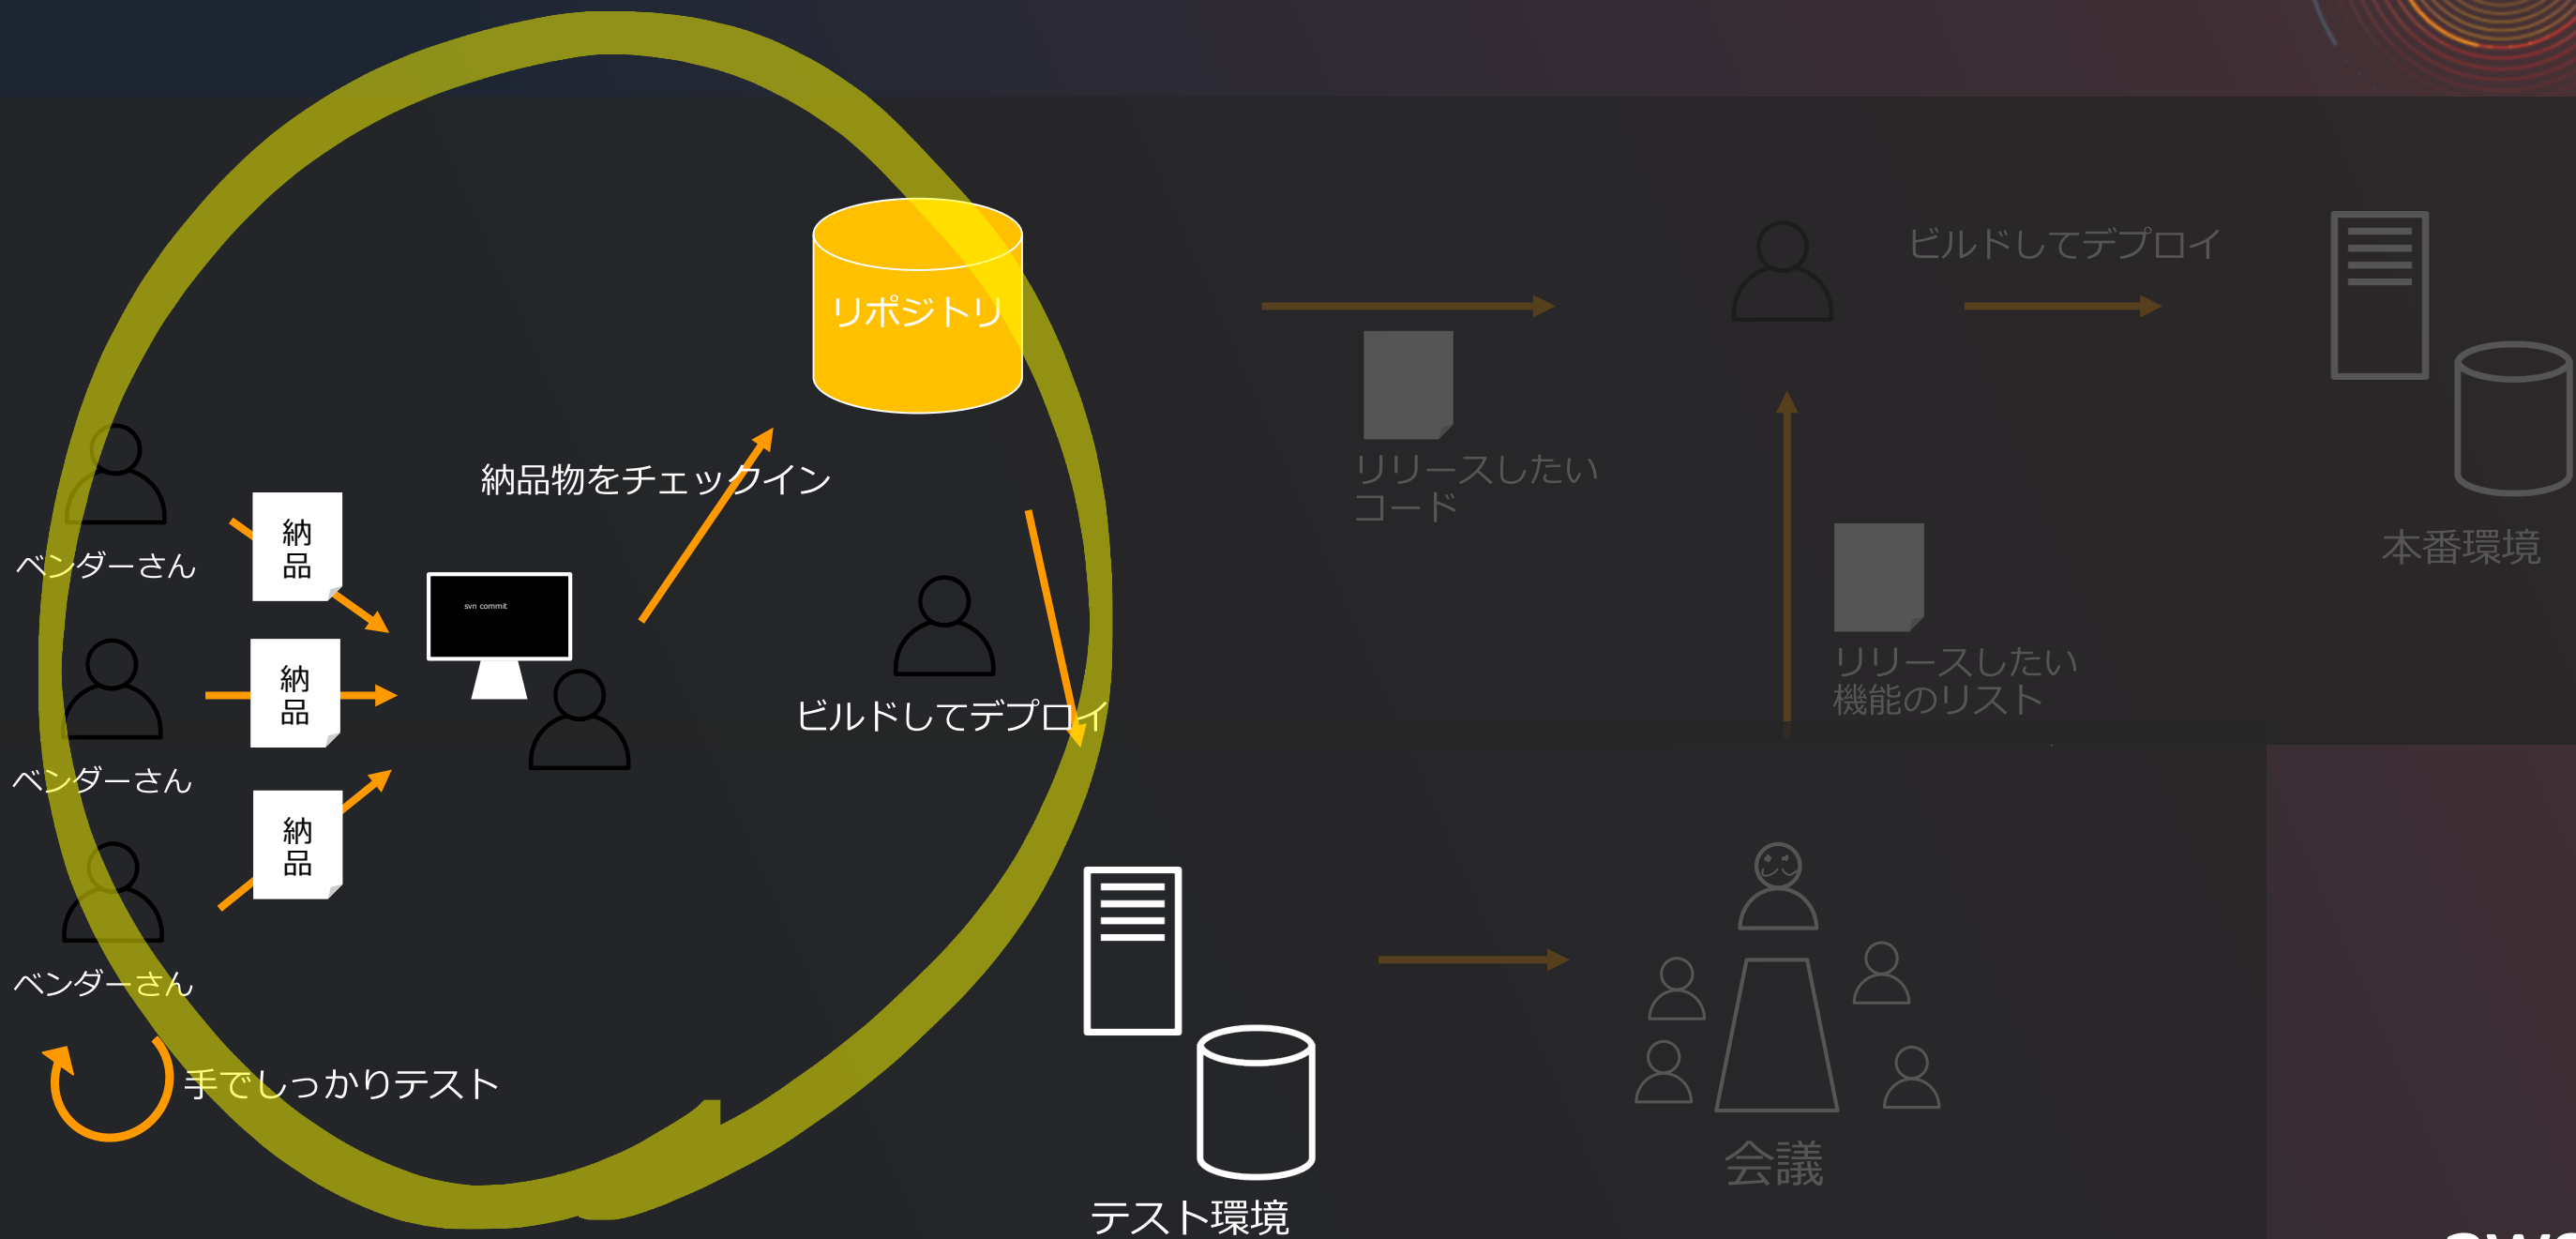 リポジトリ
ビルドしてデプロイ
リリースしたい
コード
納品物をチェックイン
納
品
ベンダーさん
本番環境
svn commit
納
品
リリースしたい
機能のリスト
ビルドしてデプロイ
ベンダーさん
納
品
ベンダーさん
手でしっかりテスト
会議
テスト環境